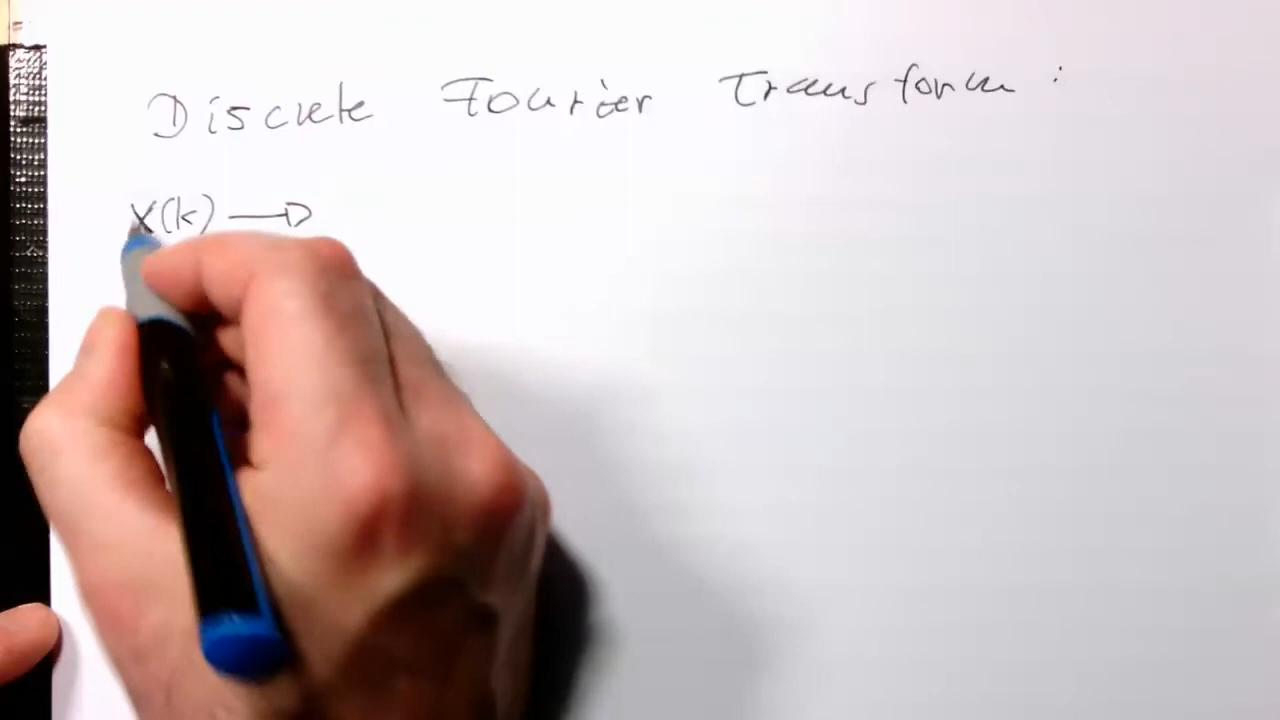 Discrete Fourier Transform :
X(k) →